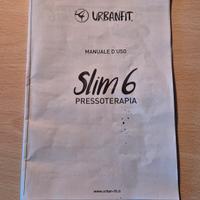 URBANFIT.
MANUALE D'USO
Slim 6
PRESSOTERAPIA
www.urban-fit.it